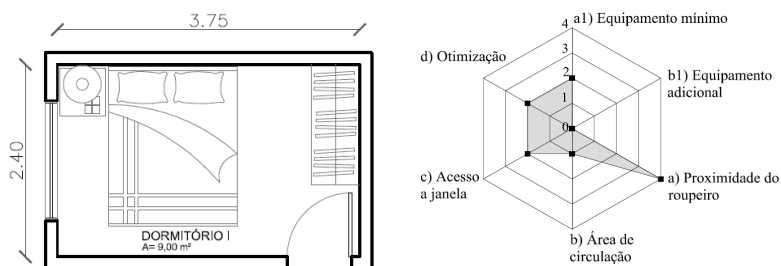 3.75
2.40
DORMITÓRIO I
A= 9,00 m²
a1) Equipamento mínimo
4
3
2
1
0
d) Otimização
b1) Equipamento
adicional
c) Acesso
a janela
a) Proximidade do
roupeiro
b) Área de
circulação